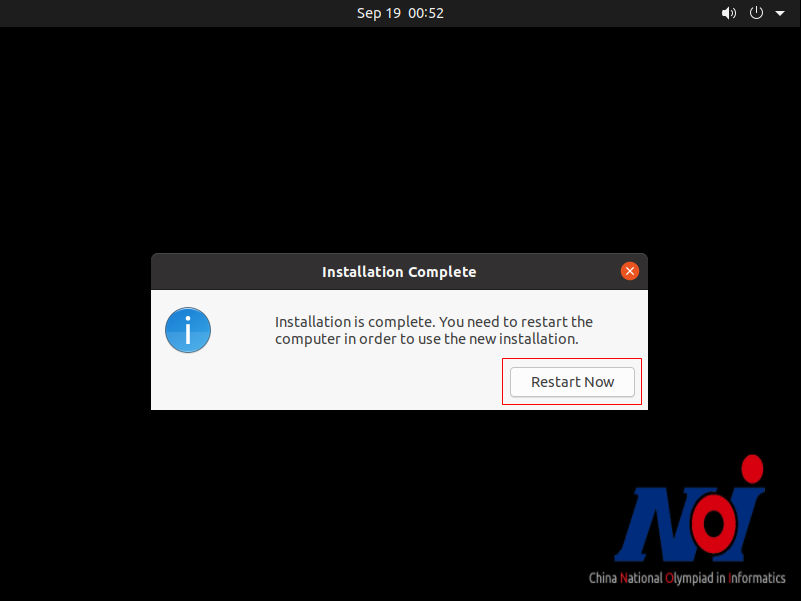 Sep 19 00:52
Installation Complete
Installation is complete. You need to restart the
computer in order to use the new installation.
Restart Now
NOI
China National Olympiad in Informatics